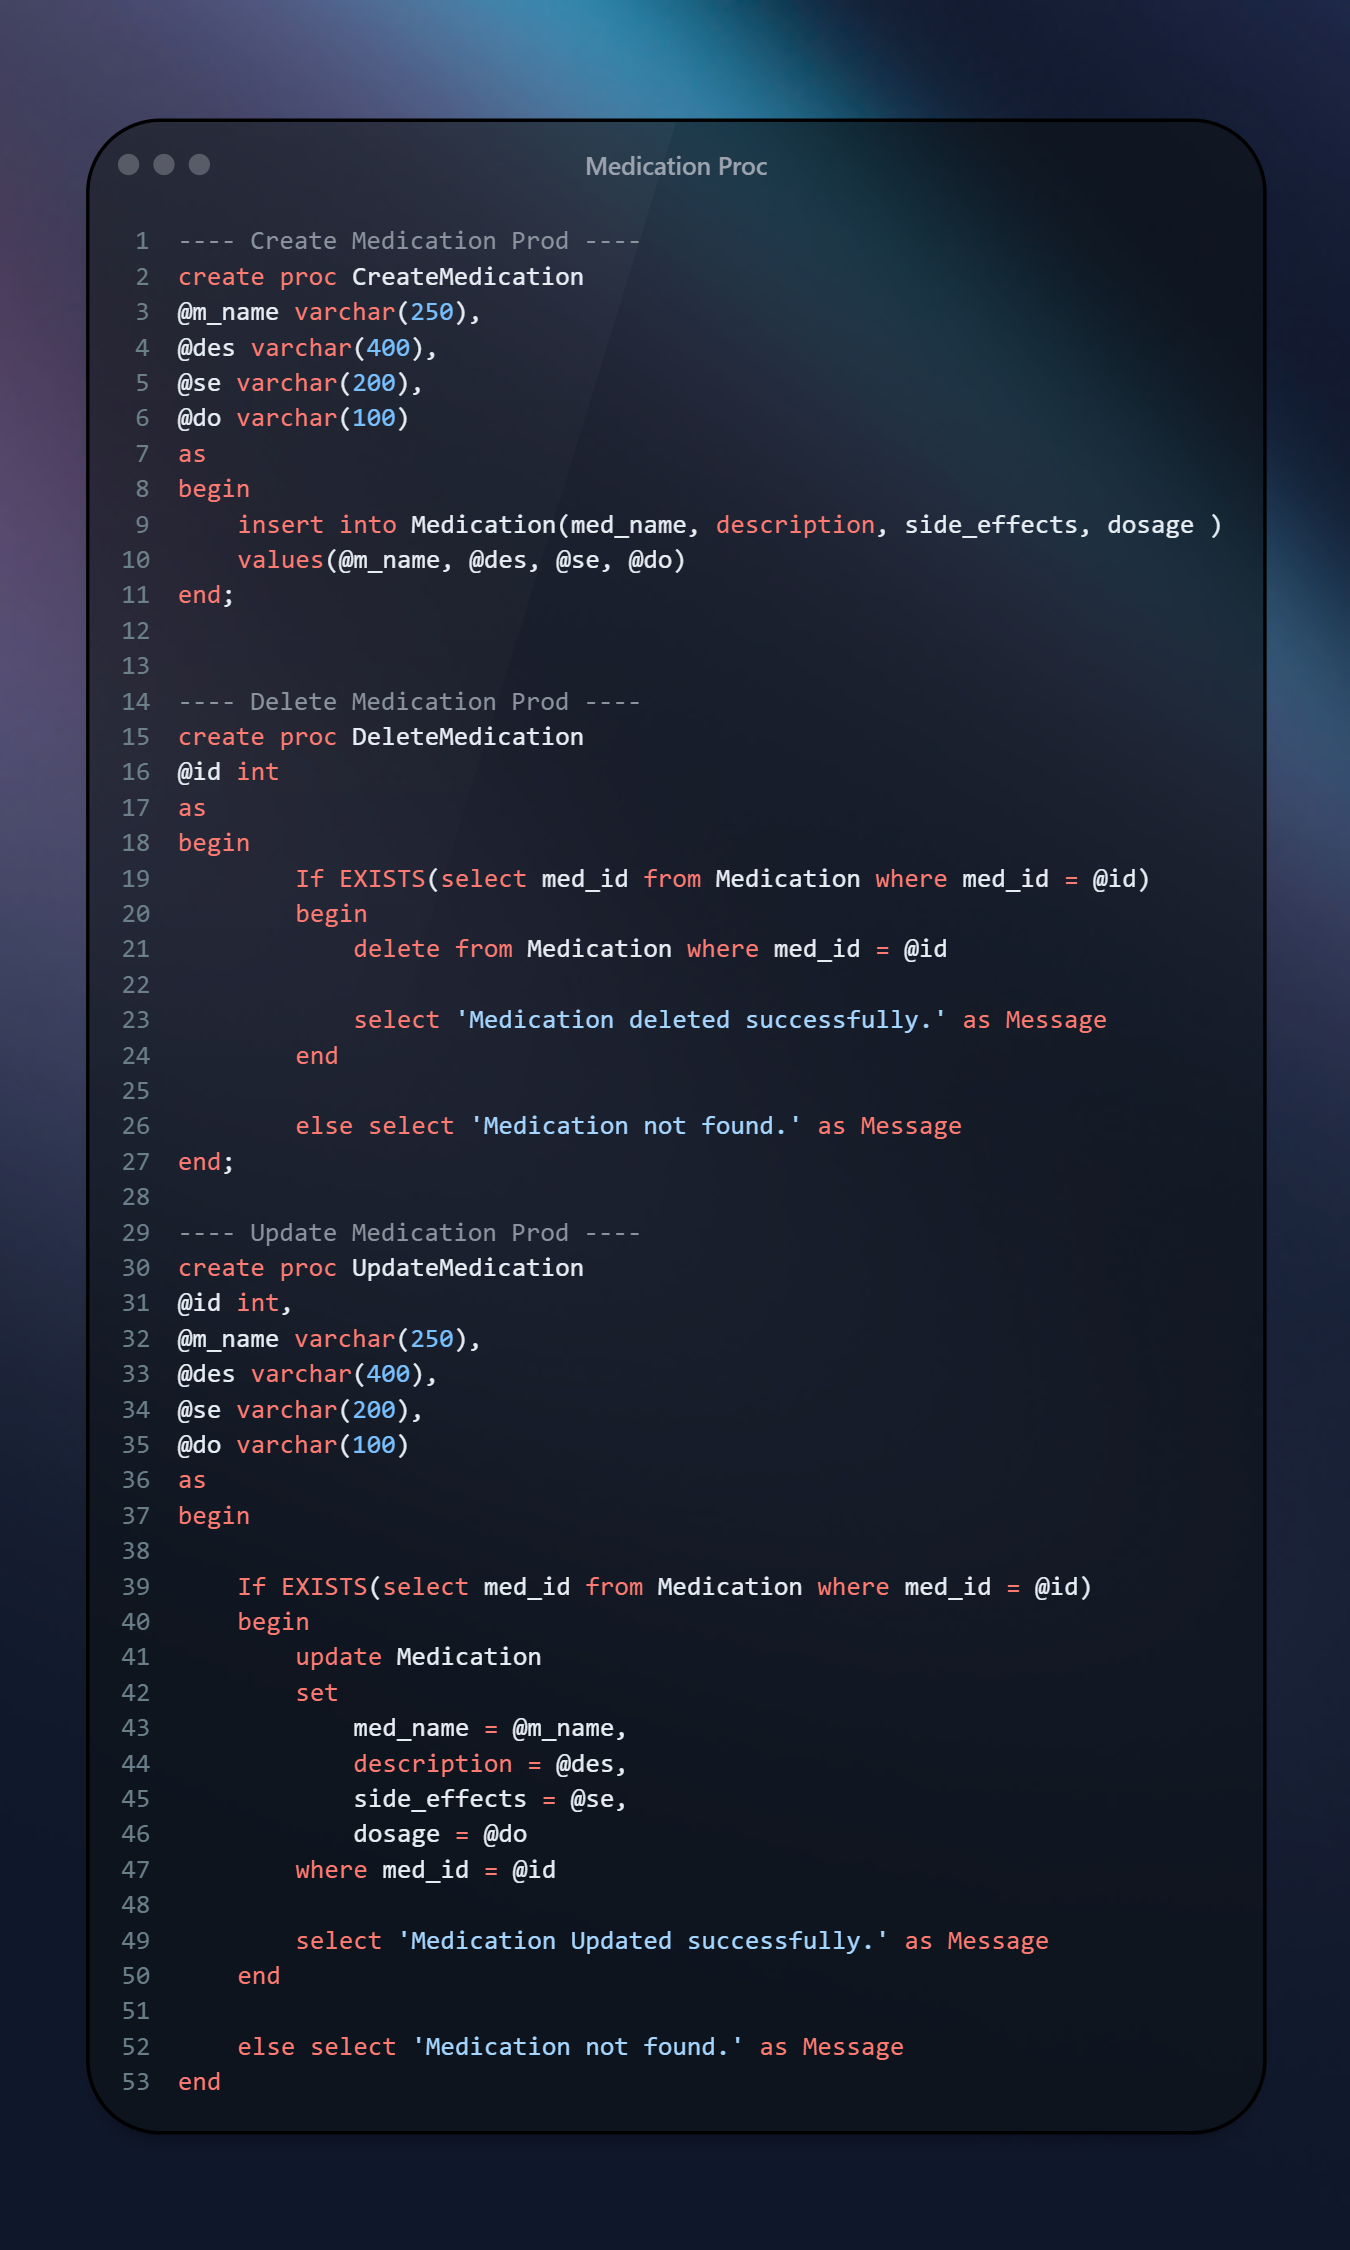 Medication Proc
1 ---- Create Medication Prod ----
2 create proc CreateMedication
3 @m_name varchar(250),
4 @des varchar(400),
5 @se varchar(200),
6 @do varchar(100)
7 as
8 begin
9     insert into Medication(med_name, description, side_effects, dosage )
10     values(@m_name, @des, @se, @do)
11 end;
12
13
14 ---- Delete Medication Prod ----
15 create proc DeleteMedication
16 @id int
17 as
18 begin
19         If EXISTS(select med_id from Medication where med_id = @id)
20         begin
21             delete from Medication where med_id = @id
22
23             select 'Medication deleted successfully.' as Message
24         end
25
26         else select 'Medication not found.' as Message
27 end;
28
29 ---- Update Medication Prod ----
30 create proc UpdateMedication
31 @id int,
32 @m_name varchar(250),
33 @des varchar(400),
34 @se varchar(200),
35 @do varchar(100)
36 as
37 begin
38
39     If EXISTS(select med_id from Medication where med_id = @id)
40     begin
41         update Medication
42         set
43             med_name = @m_name,
44             description = @des,
45             side_effects = @se,
46             dosage = @do
47         where med_id = @id
48
49         select 'Medication Updated successfully.' as Message
50     end
51
52     else select 'Medication not found.' as Message
53 end